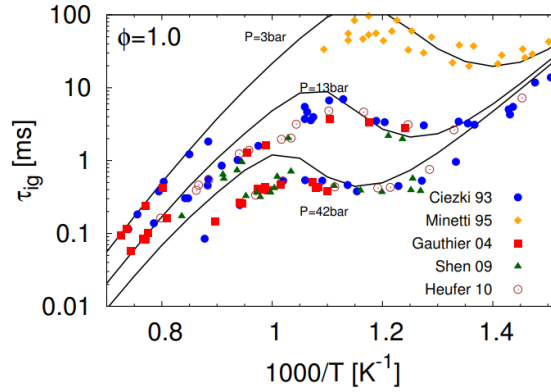 ϕ=1.0
P=3bar
P=13bar
P=42bar
τig [ms]
100
10
1
0.1
0.01
0.8
1
1.2
1.4
1000/T [K⁻¹]
Ciezki 93
Minetti 95
Gauthier 04
Shen 09
Heufer 10